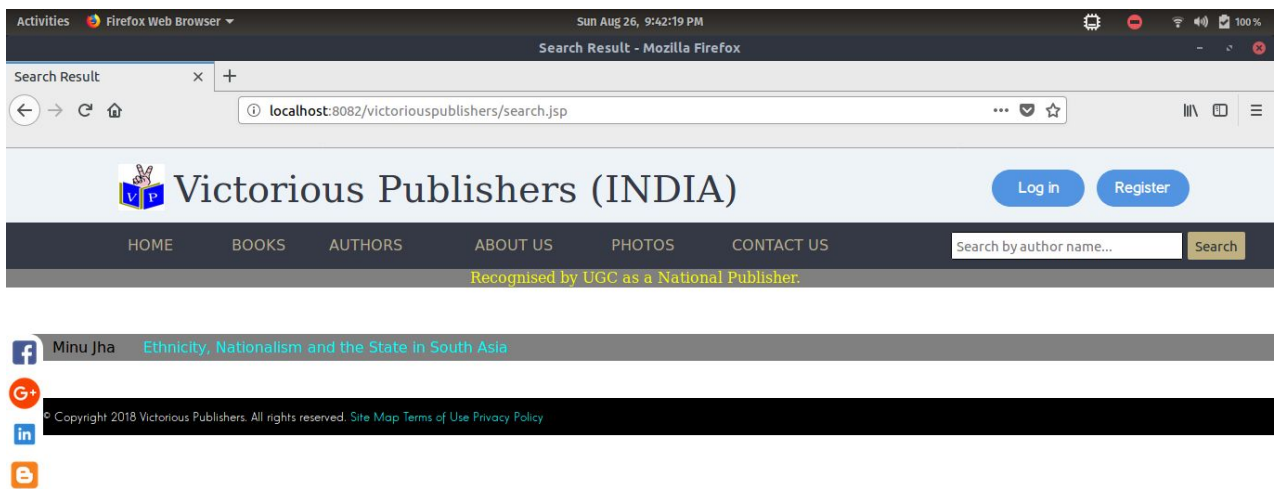 Activities Firefox Web Browser Sun Aug 26, 9:42:19 PM 100 %
Search Result - Mozilla Firefox
Search Result
localhost:8082/victoriouspublishers/search.jsp
V P Victorious Publishers (INDIA) Log in Register
HOME BOOKS AUTHORS ABOUT US PHOTOS CONTACT US Search by author name... Search
Recognised by UGC as a National Publisher.
Minu Jha Ethnicity, Nationalism and the State in South Asia
© Copyright 2018 Victorious Publishers. All rights reserved. Site Map Terms of Use Privacy Policy